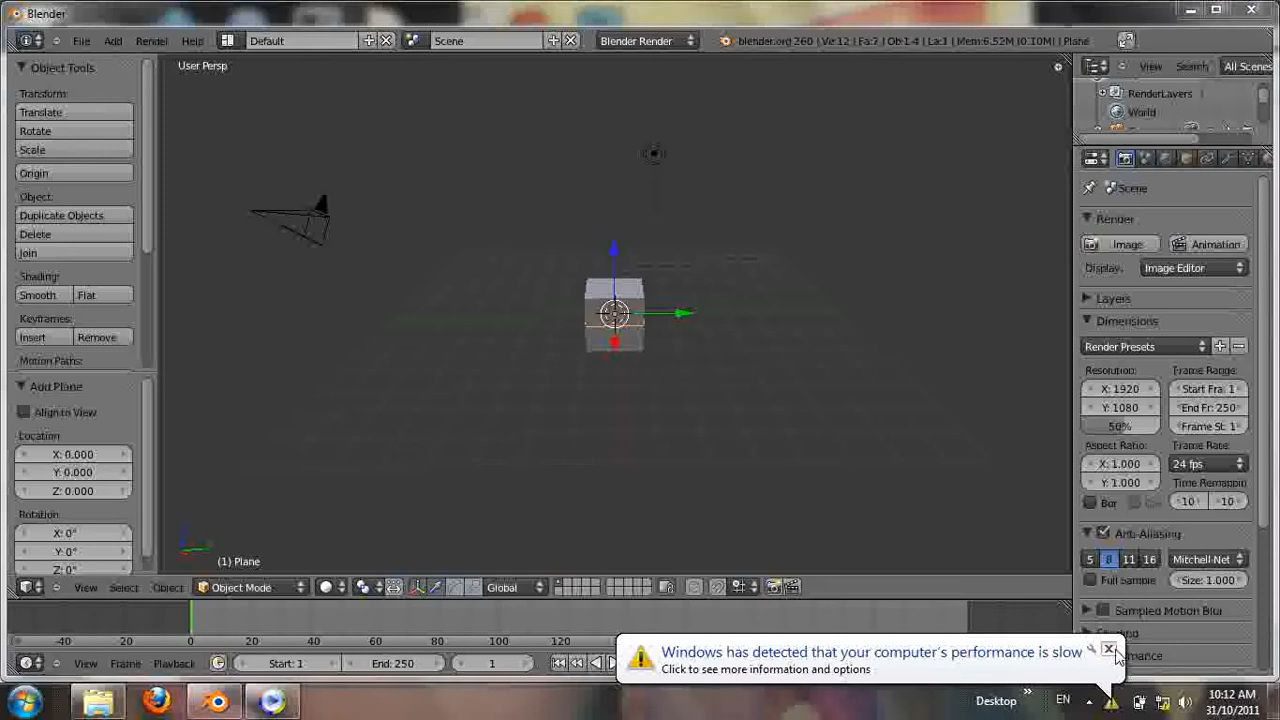 Blender
File Add Render Help Default Scene Blender Render blender.org 260 | Ve:12 | Fa:7 | Ob:1-4 | La:1 | Mem:6.52M (0.10M) | Plane
Object Tools
Transform:
Translate
Rotate
Scale
Origin
Object:
Duplicate Objects
Delete
Join
Shading:
Smooth Flat
Keyframes:
Insert Remove
Motion Paths:
Add Plane
Align to View
Location
X: 0.000
Y: 0.000
Z: 0.000
Rotation
X: 0°
Y: 0°
Z: 0°
User Persp
(1) Plane
View Search All Scenes
RenderLayers
World
Scene
Render
Image Animation
Display: Image Editor
Layers
Dimensions
Render Presets
Resolution: Frame Range:
X: 1920 Start Fra: 1
Y: 1080 End Fr: 250
50% Frame St: 1
Aspect Ratio: Frame Rate:
X: 1.000 24 fps
Y: 1.000 Time Remappin
Bor 10 10
Anti-Aliasing
5 8 11 16 Mitchell-Net
Full Sample Size: 1.000
Sampled Motion Blur
View Select Object Object Mode Global
-40 -20 0 20 40 60 80 100 120
View Frame Playback Start: 1 End: 250 1
Windows has detected that your computer's performance is slow
Click to see more information and options
Desktop » EN 10:12 AM
31/10/2011